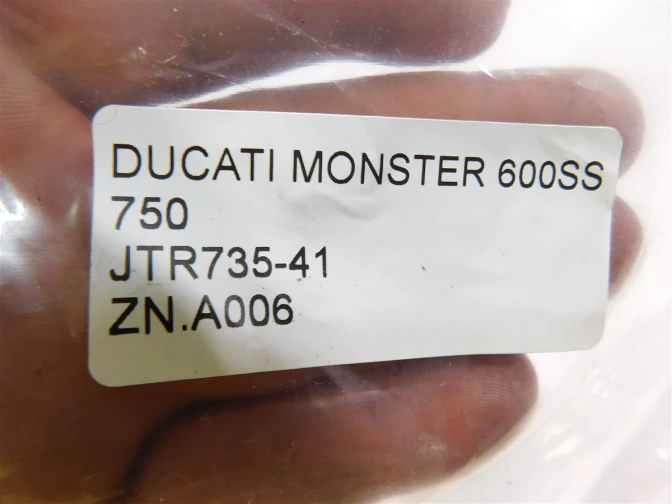 DUCATI MONSTER 600SS
750
JTR735-41
ZN.A006